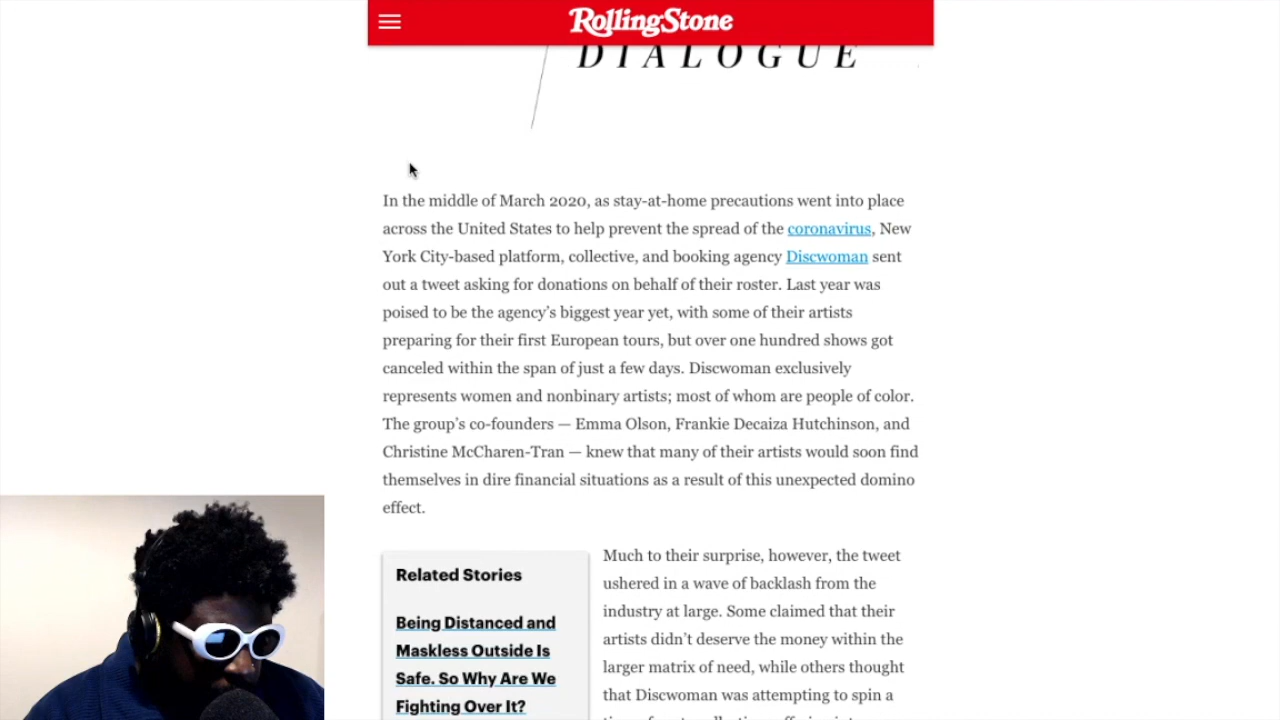 RollingStone
DIALOGUE
In the middle of March 2020, as stay-at-home precautions went into place
across the United States to help prevent the spread of the coronavirus, New
York City-based platform, collective, and booking agency Discwoman sent
out a tweet asking for donations on behalf of their roster. Last year was
poised to be the agency’s biggest year yet, with some of their artists
preparing for their first European tours, but over one hundred shows got
canceled within the span of just a few days. Discwoman exclusively
represents women and nonbinary artists; most of whom are people of color.
The group’s co-founders — Emma Olson, Frankie Decaiza Hutchinson, and
Christine McCharen-Tran — knew that many of their artists would soon find
themselves in dire financial situations as a result of this unexpected domino
effect.
Related Stories
Being Distanced and
Maskless Outside Is
Safe. So Why Are We
Fighting Over It?
Much to their surprise, however, the tweet
ushered in a wave of backlash from the
industry at large. Some claimed that their
artists didn’t deserve the money within the
larger matrix of need, while others thought
that Discwoman was attempting to spin a